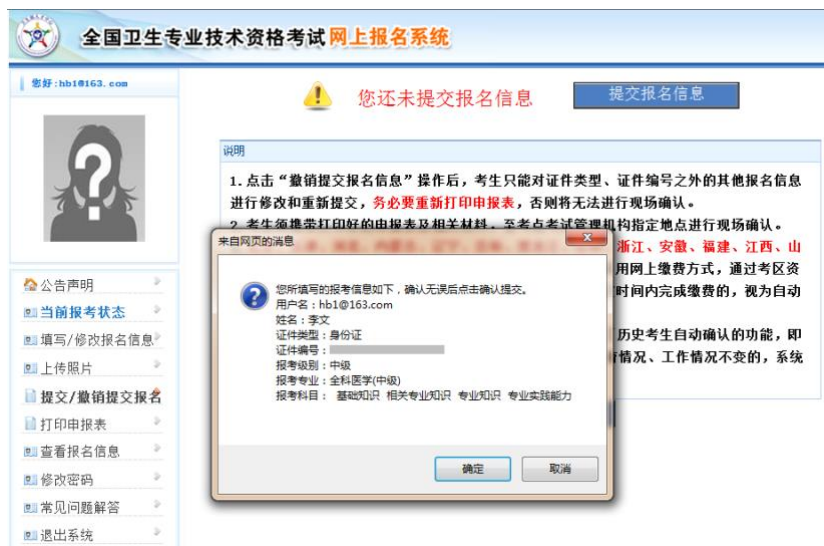 全国卫生专业技术资格考试网上报名系统
您好:hb1@163.com
您还未提交报名信息
提交报名信息
说明
1.点击“撤销提交报名信息”操作后，考生只能对证件类型、证件编号之外的其他报名信息
进行修改和重新提交，务必要重新打印申报表，否则将无法进行现场确认。
2.考生须携带打印好的申报表及相关材料，至考点考试管理机构指定地点进行现场确认。
浙江、安徽、福建、江西、山
用网上缴费方式，通过考区资
时间内完成缴费的，视为自动
历史考生自动确认的功能，即
情况、工作情况不变的，系统
来自网页的消息
您所填写的报考信息如下，确认无误后点击确认提交。
用户名：hb1@163.com
姓名：李文
证件类型：身份证
证件编号：
报考级别：中级
报考专业：全科医学(中级)
报考科目： 基础知识 相关专业知识 专业知识 专业实践能力
确定
取消
公告声明
当前报考状态
填写/修改报名信息
上传照片
提交/撤销提交报名
打印申报表
查看报名信息
修改密码
常见问题解答
退出系统